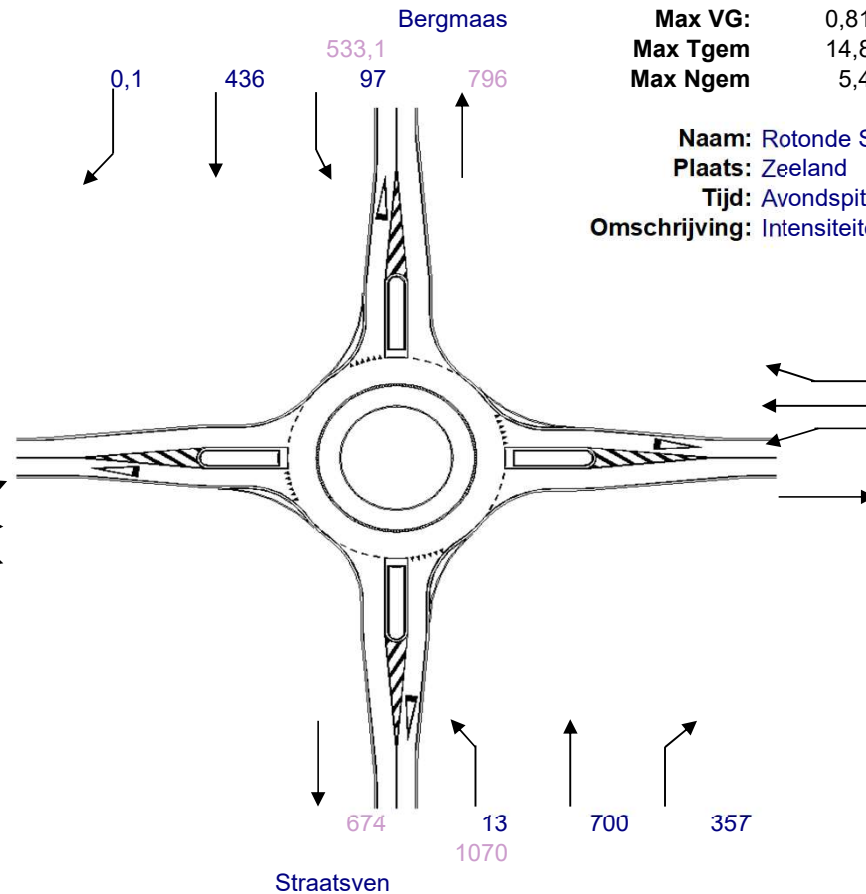 Bergmaas
533,1
0,1 436 97 796
Max VG: 0,81
Max Tgem 14,8
Max Ngem 5,4
Naam: Rotonde
Plaats: Zeeland
Tijd:
Omschrijving:
674 13 700 357
1070
Straatsven